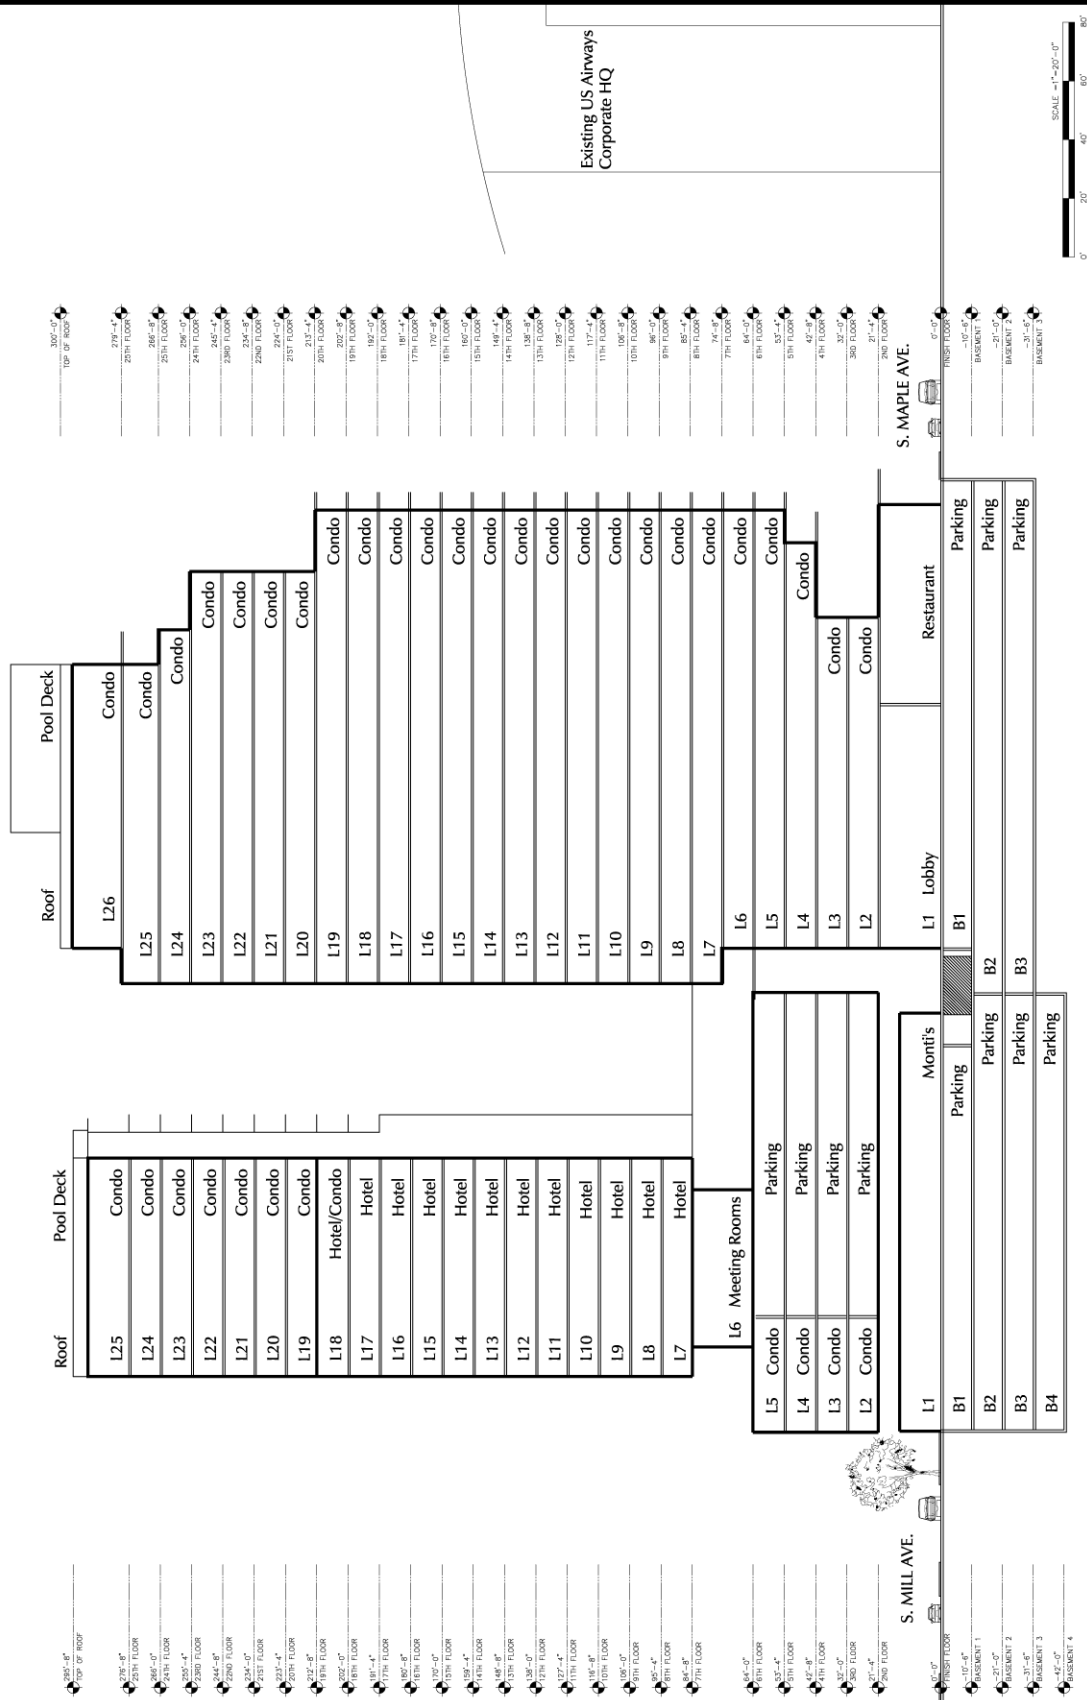 Existing US Airways
Corporate HQ
SCALE =1"=20'-0"
0'
20'
40'
60'
80'
300'-0"
TOP OF ROOF
279'-4"
25TH FLOOR
266'-8"
25TH FLOOR
256'-0"
24TH FLOOR
245'-4"
23RD FLOOR
234'-8"
22ND FLOOR
224'-0"
21ST FLOOR
213'-4"
20TH FLOOR
202'-8"
19TH FLOOR
192'-0"
18TH FLOOR
181'-4"
17TH FLOOR
170'-8"
16TH FLOOR
160'-0"
15TH FLOOR
149'-4"
14TH FLOOR
138'-8"
13TH FLOOR
128'-0"
12TH FLOOR
117'-4"
11TH FLOOR
106'-8"
10TH FLOOR
96'-0"
9TH FLOOR
85'-4"
8TH FLOOR
74'-8"
7TH FLOOR
64'-0"
6TH FLOOR
53'-4"
5TH FLOOR
42'-8"
4TH FLOOR
32'-0"
3RD FLOOR
21'-4"
2ND FLOOR
0'-0"
FINISH FLOOR
-10'-6"
BASEMENT 1
-21'-0"
BASEMENT 2
-31'-6"
BASEMENT 3
S. MAPLE AVE.
Roof Pool Deck
L26 Condo
L25 Condo
L24 Condo
L23 Condo
L22 Condo
L21 Condo
L20 Condo
L19 Condo
L18 Condo
L17 Condo
L16 Condo
L15 Condo
L14 Condo
L13 Condo
L12 Condo
L11 Condo
L10 Condo
L9 Condo
L8 Condo
L7 Condo
L6 Condo
L5 Condo
L4 Condo
L3 Condo
L2 Condo
L1 Lobby Restaurant
B1 Parking
B2 Parking
B3 Parking
Roof Pool Deck
L25 Condo
L24 Condo
L23 Condo
L22 Condo
L21 Condo
L20 Condo
L19 Condo
L18 Hotel/Condo
L17 Hotel
L16 Hotel
L15 Hotel
L14 Hotel
L13 Hotel
L12 Hotel
L11 Hotel
L10 Hotel
L9 Hotel
L8 Hotel
L7 Hotel
L6 Meeting Rooms
L5 Condo Parking
L4 Condo Parking
L3 Condo Parking
L2 Condo Parking
L1 Monti's
B1 Parking
B2 Parking
B3 Parking
B4 Parking
S. MILL AVE.
295'-8"
TOP OF ROOF
276'-8"
25TH FLOOR
266'-0"
24TH FLOOR
255'-4"
23RD FLOOR
244'-8"
22ND FLOOR
234'-0"
21ST FLOOR
223'-4"
20TH FLOOR
212'-8"
19TH FLOOR
202'-0"
18TH FLOOR
191'-4"
17TH FLOOR
180'-8"
16TH FLOOR
170'-0"
15TH FLOOR
159'-4"
14TH FLOOR
148'-8"
13TH FLOOR
138'-0"
12TH FLOOR
127'-4"
11TH FLOOR
116'-8"
10TH FLOOR
106'-0"
9TH FLOOR
95'-4"
8TH FLOOR
84'-8"
7TH FLOOR
64'-0"
6TH FLOOR
53'-4"
5TH FLOOR
42'-8"
4TH FLOOR
32'-0"
3RD FLOOR
21'-4"
2ND FLOOR
0'-0"
FINISH FLOOR
-10'-6"
BASEMENT 1
-21'-0"
BASEMENT 2
-31'-6"
BASEMENT 3
-42'-0"
BASEMENT 4